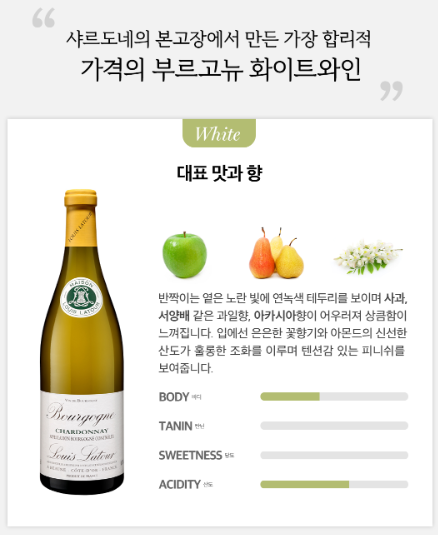 “
샤르도네의 본고장에서 만든 가장 합리적
가격의 부르고뉴 화이트와인
”
White
대표 맛과 향
반짝이는 옅은 노란 빛에 연녹색 테두리를 보이며 사과,
서양배 같은 과일향, 아카시아향이 어우러져 상큼함이
느껴집니다. 입에선 은은한 꽃향기와 아몬드의 신선한
산도가 훌륭한 조화를 이루며 텐션감 있는 피니쉬를
보여줍니다.
BODY 바디
TANIN 탄닌
SWEETNESS 당도
ACIDITY 산도
LOUIS LATOUR
MAISON
LOUIS LATOUR
Bourgogne
CHARDONNAY
APPELLATION BOURGOGNE CONTRÔLÉE
Louis Latour